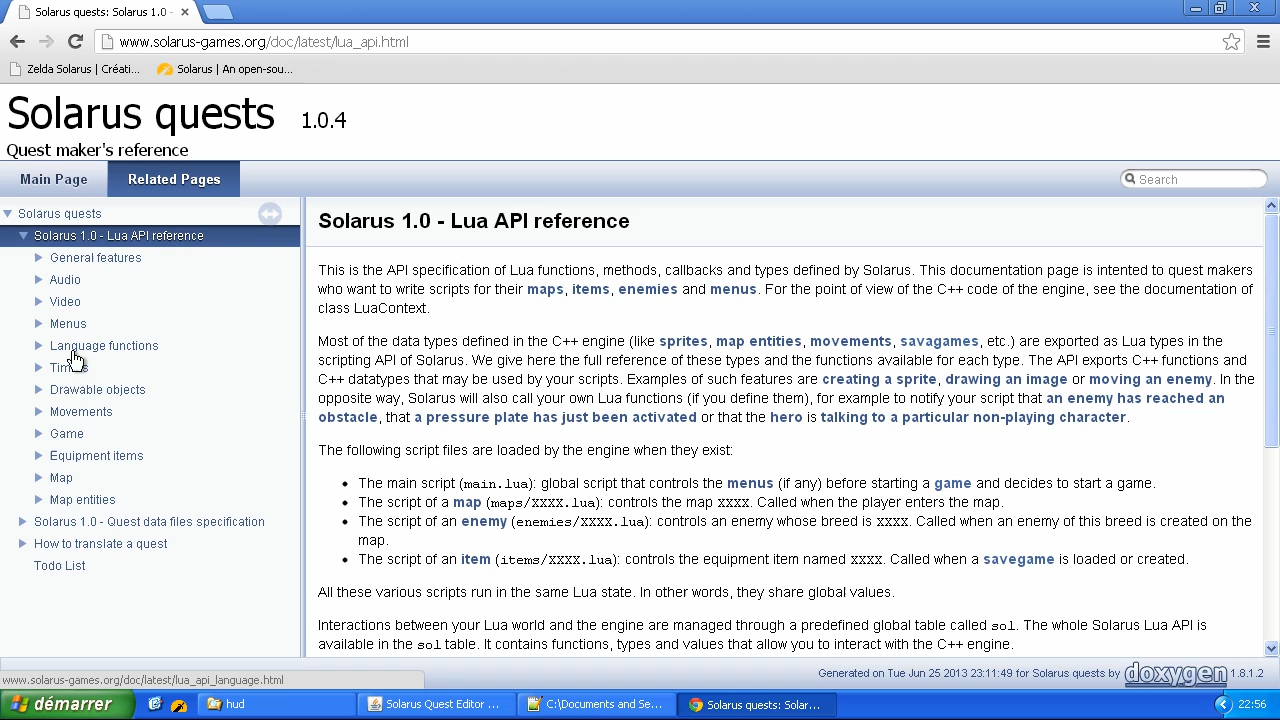 Solarus quests: Solarus 1.0 -
www.solarus-games.org/doc/latest/lua_api.html
Zelda Solarus | Créati...
Solarus | An open-sou...
Solarus quests 1.0.4
Quest maker's reference
Main Page
Related Pages
Search
Solarus quests
Solarus 1.0 - Lua API reference
General features
Audio
Video
Menus
Language functions
Drawable objects
Movements
Game
Equipment items
Map
Map entities
Solarus 1.0 - Quest data files specification
How to translate a quest
Todo List
Solarus 1.0 - Lua API reference
This is the API specification of Lua functions, methods, callbacks and types defined by Solarus. This documentation page is intented to quest makers
who want to write scripts for their maps, items, enemies and menus. For the point of view of the C++ code of the engine, see the documentation of
class LuaContext.
Most of the data types defined in the C++ engine (like sprites, map entities, movements, savagames, etc.) are exported as Lua types in the
scripting API of Solarus. We give here the full reference of these types and the functions available for each type. The API exports C++ functions and
C++ datatypes that may be used by your scripts. Examples of such features are creating a sprite, drawing an image or moving an enemy. In the
opposite way, Solarus will also call your own Lua functions (if you define them), for example to notify your script that an enemy has reached an
obstacle, that a pressure plate has just been activated or that the hero is talking to a particular non-playing character.
The following script files are loaded by the engine when they exist:
• The main script (main.lua): global script that controls the menus (if any) before starting a game and decides to start a game.
• The script of a map (maps/XXXX.lua): controls the map XXXX. Called when the player enters the map.
• The script of an enemy (enemies/XXXX.lua): controls an enemy whose breed is XXXX. Called when an enemy of this breed is created on the
map.
• The script of an item (items/XXXX.lua): controls the equipment item named XXXX. Called when a savegame is loaded or created.
All these various scripts run in the same Lua state. In other words, they share global values.
Interactions between your Lua world and the engine are managed through a predefined global table called sol. The whole Solarus Lua API is
available in the sol table. It contains functions, types and values that allow you to interact with the C++ engine.
www.solarus-games.org/doc/latest/lua_api_language.html
Generated on Tue Jun 25 2013 23:11:49 for Solarus quests by doxygen 1.8.1.2
démarrer
hud
Solarus Quest Editor ...
C:\Documents and Se...
Solarus quests: Solar...
22:56